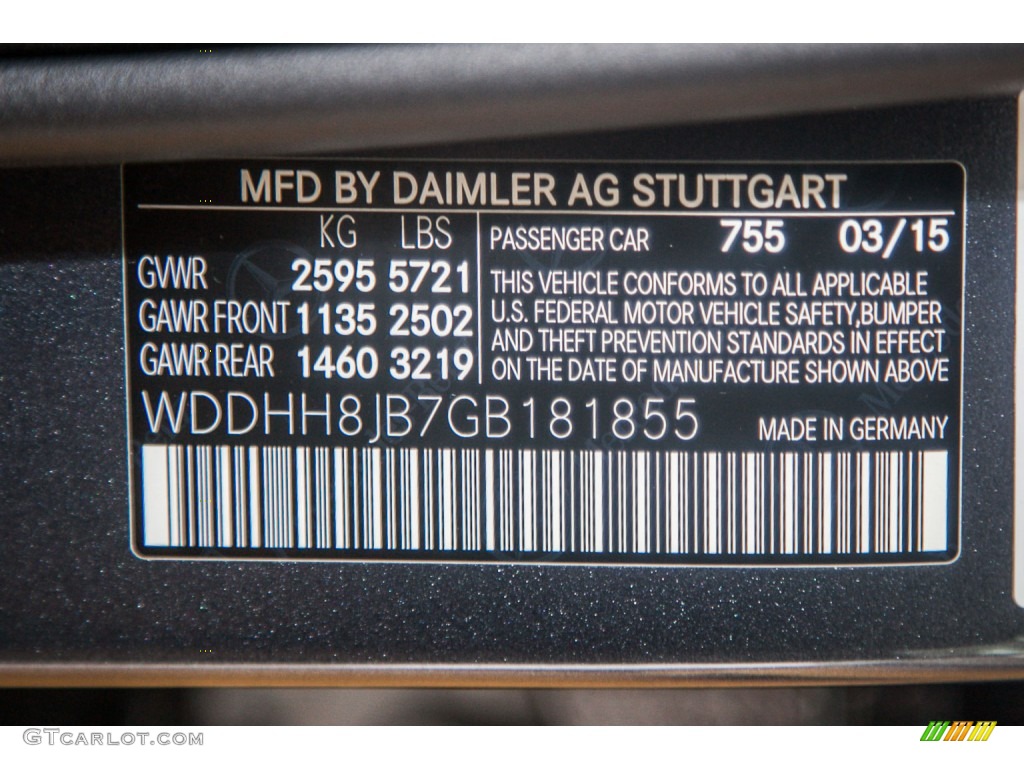 MFD BY DAIMLER AG STUTTGART
KG LBS
GVWR 2595 5721
GAWR FRONT 1135 2502
GAWR REAR 1460 3219
PASSENGER CAR 755 03/15
THIS VEHICLE CONFORMS TO ALL APPLICABLE
U.S. FEDERAL MOTOR VEHICLE SAFETY,BUMPER
AND THEFT PREVENTION STANDARDS IN EFFECT
ON THE DATE OF MANUFACTURE SHOWN ABOVE
WDDHH8JB7GB181855 MADE IN GERMANY
GTCARLOT.COM